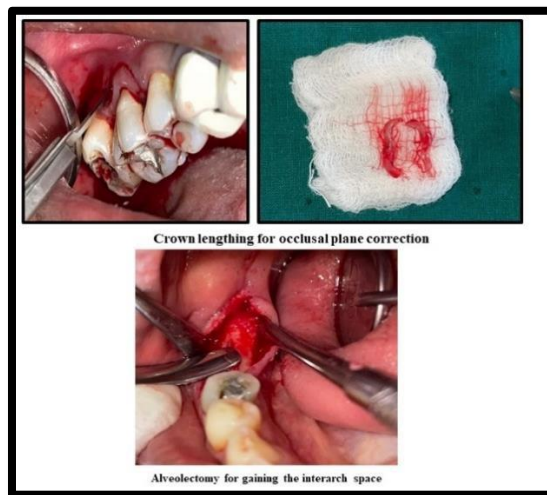 Crown lengthing for occlusal plane correction
Alveolectomy for gaining the interarch space